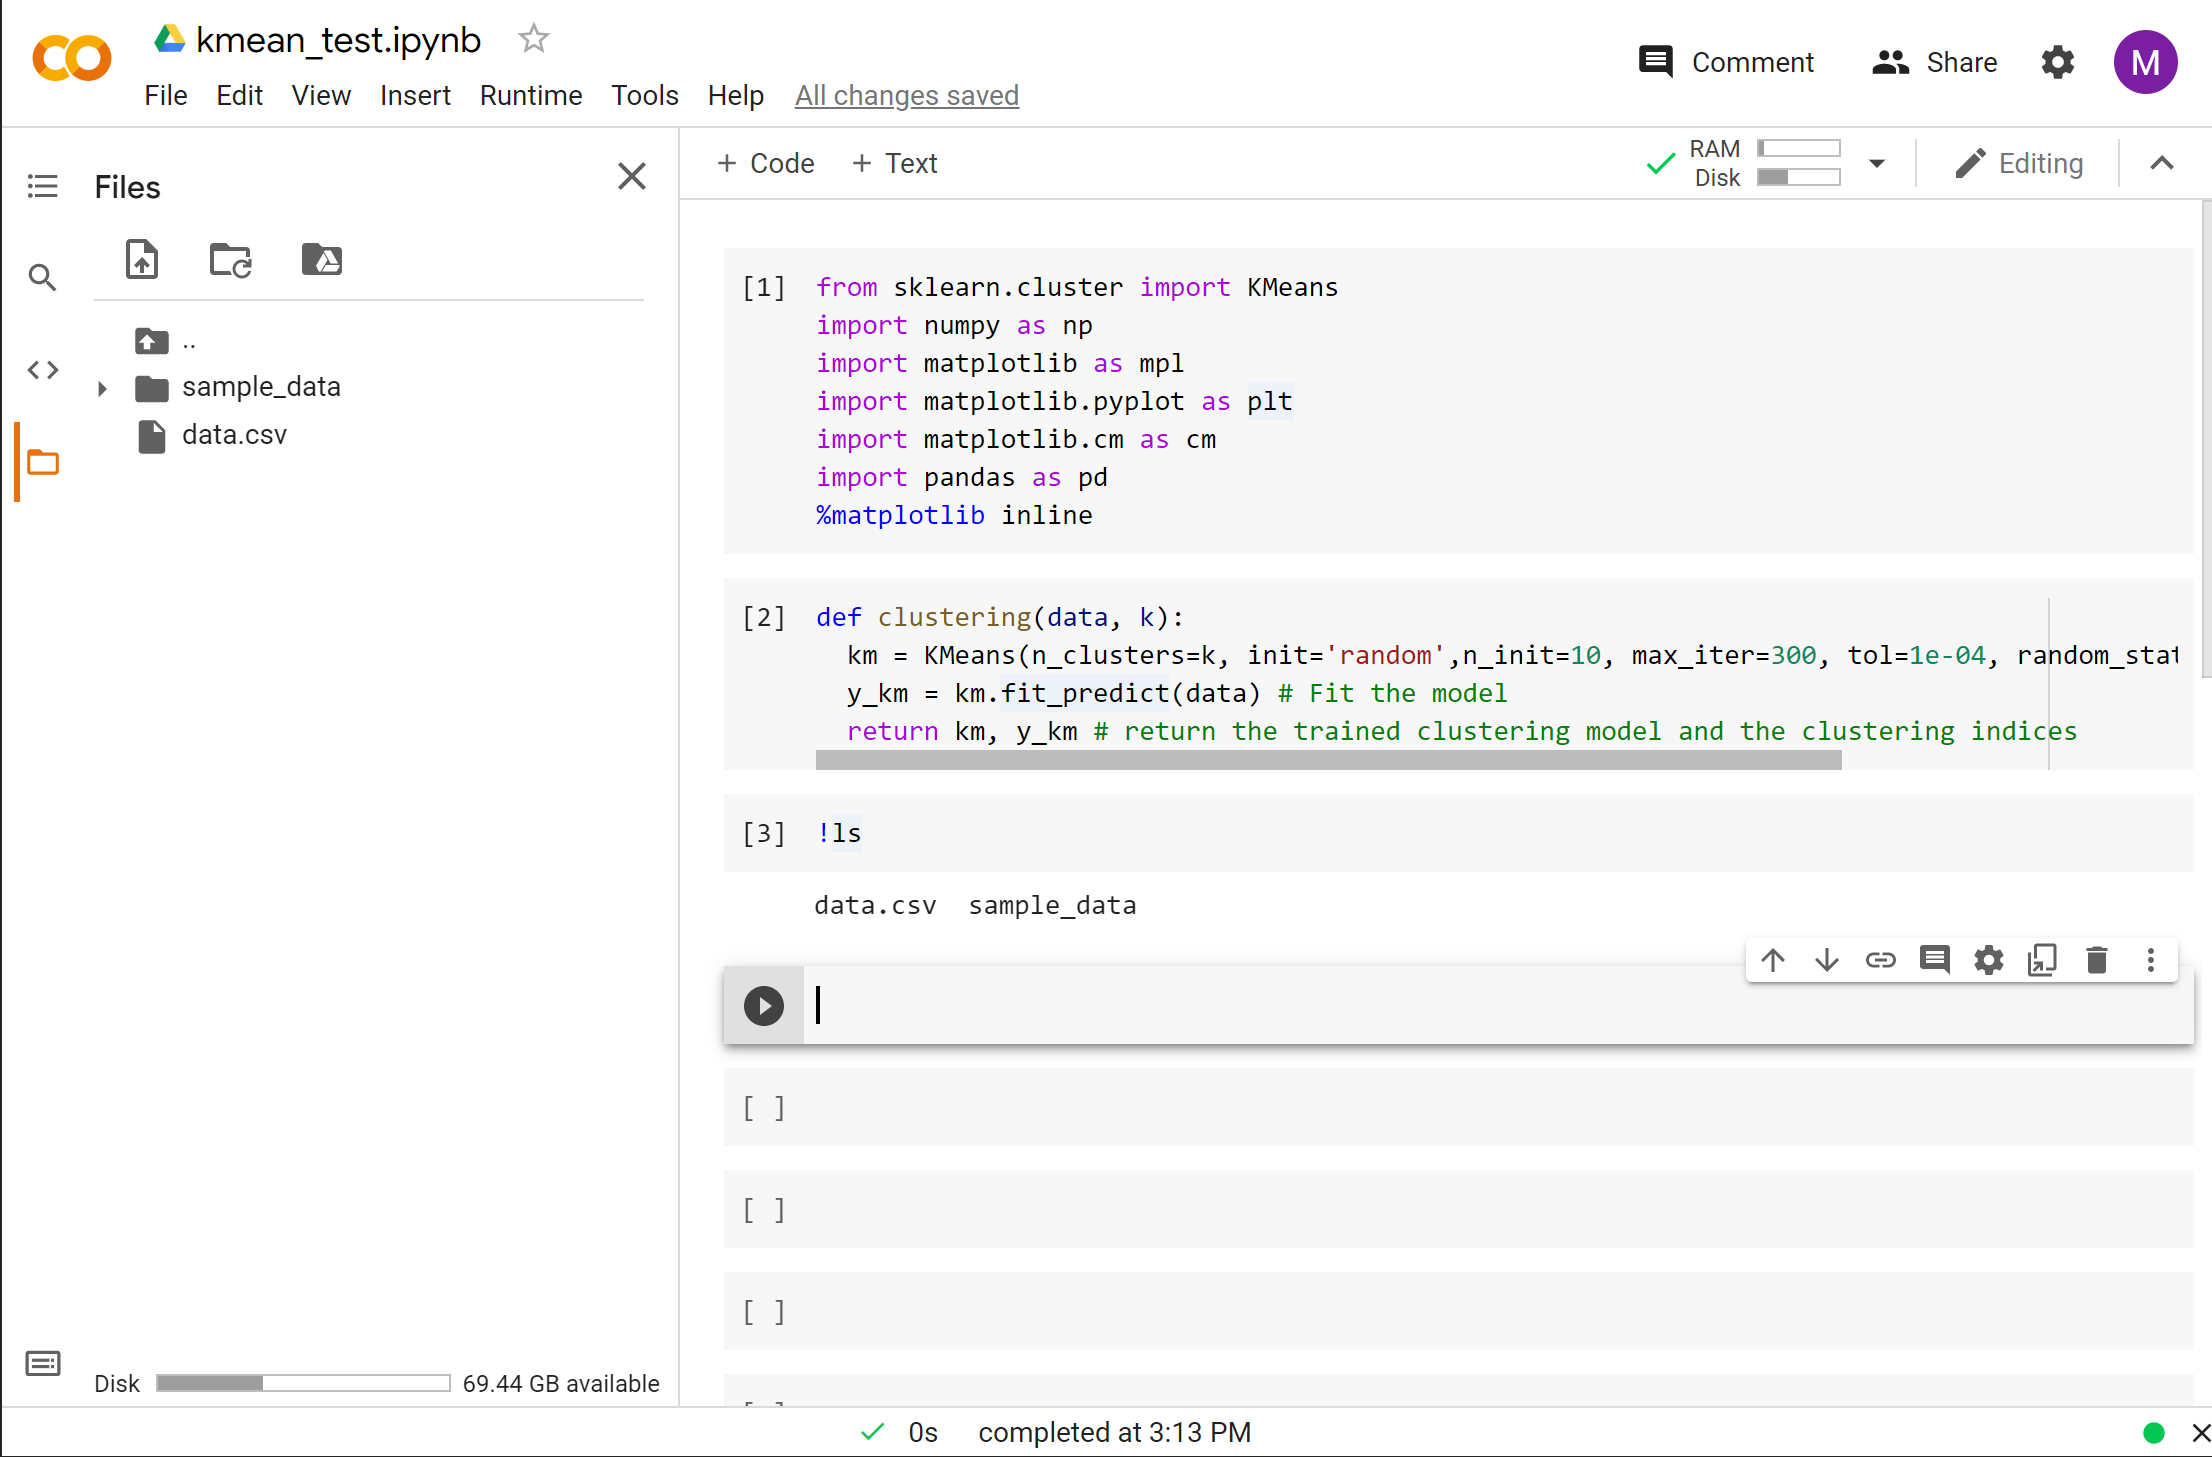 kmean_test.ipynb
File Edit View Insert Runtime Tools Help All changes saved
Comment Share M
Files
+ Code + Text
RAM
Disk
Editing
..
sample_data
data.csv
[1] from sklearn.cluster import KMeans
import numpy as np
import matplotlib as mpl
import matplotlib.pyplot as plt
import matplotlib.cm as cm
import pandas as pd
%matplotlib inline
[2] def clustering(data, k):
km = KMeans(n_clusters=k, init='random',n_init=10, max_iter=300, tol=1e-04, random_stat
y_km = km.fit_predict(data) # Fit the model
return km, y_km # return the trained clustering model and the clustering indices
[3] !ls
data.csv sample_data
[ ]
[ ]
[ ]
Disk 69.44 GB available
0s completed at 3:13 PM